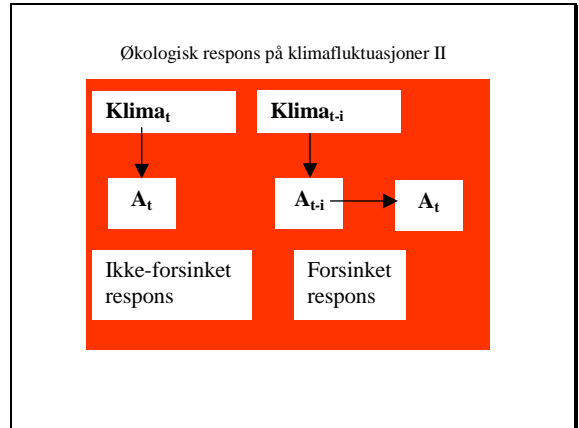 Økologisk respons på klimafluktuasjoner II
Klimaₜ Klimaₜ₋ᵢ
Aₜ Aₜ₋ᵢ Aₜ
Ikke-forsinket
respons
Forsinket
respons